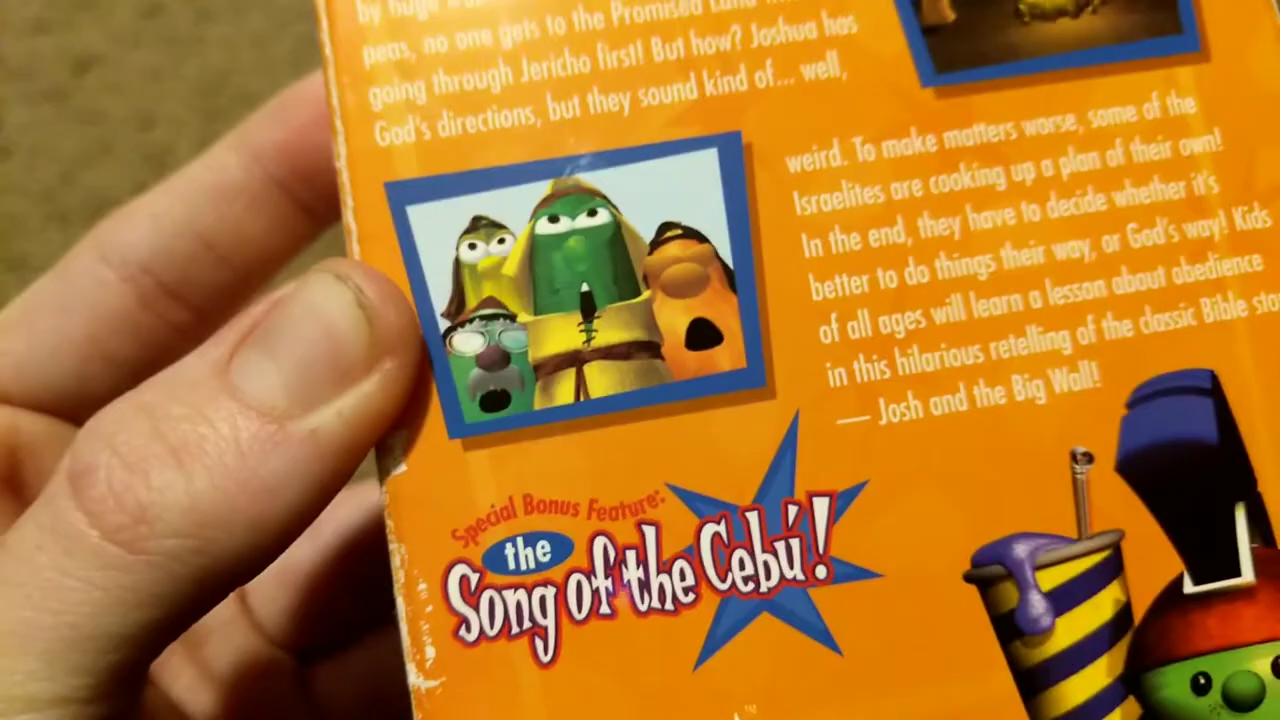 by huge
peas, no one gets to the Promised Land
going through Jericho first! But how? Joshua has
God's directions, but they sound kind of... well,
weird. To make matters worse, some of the
Israelites are cooking up a plan of their own!
In the end, they have to decide whether it's
better to do things their way, or God's way! Kids
of all ages will learn a lesson about obedience
in this hilarious retelling of the classic Bible
— Josh and the Big Wall!
Special Bonus Feature:
the
Song of the Cebú!